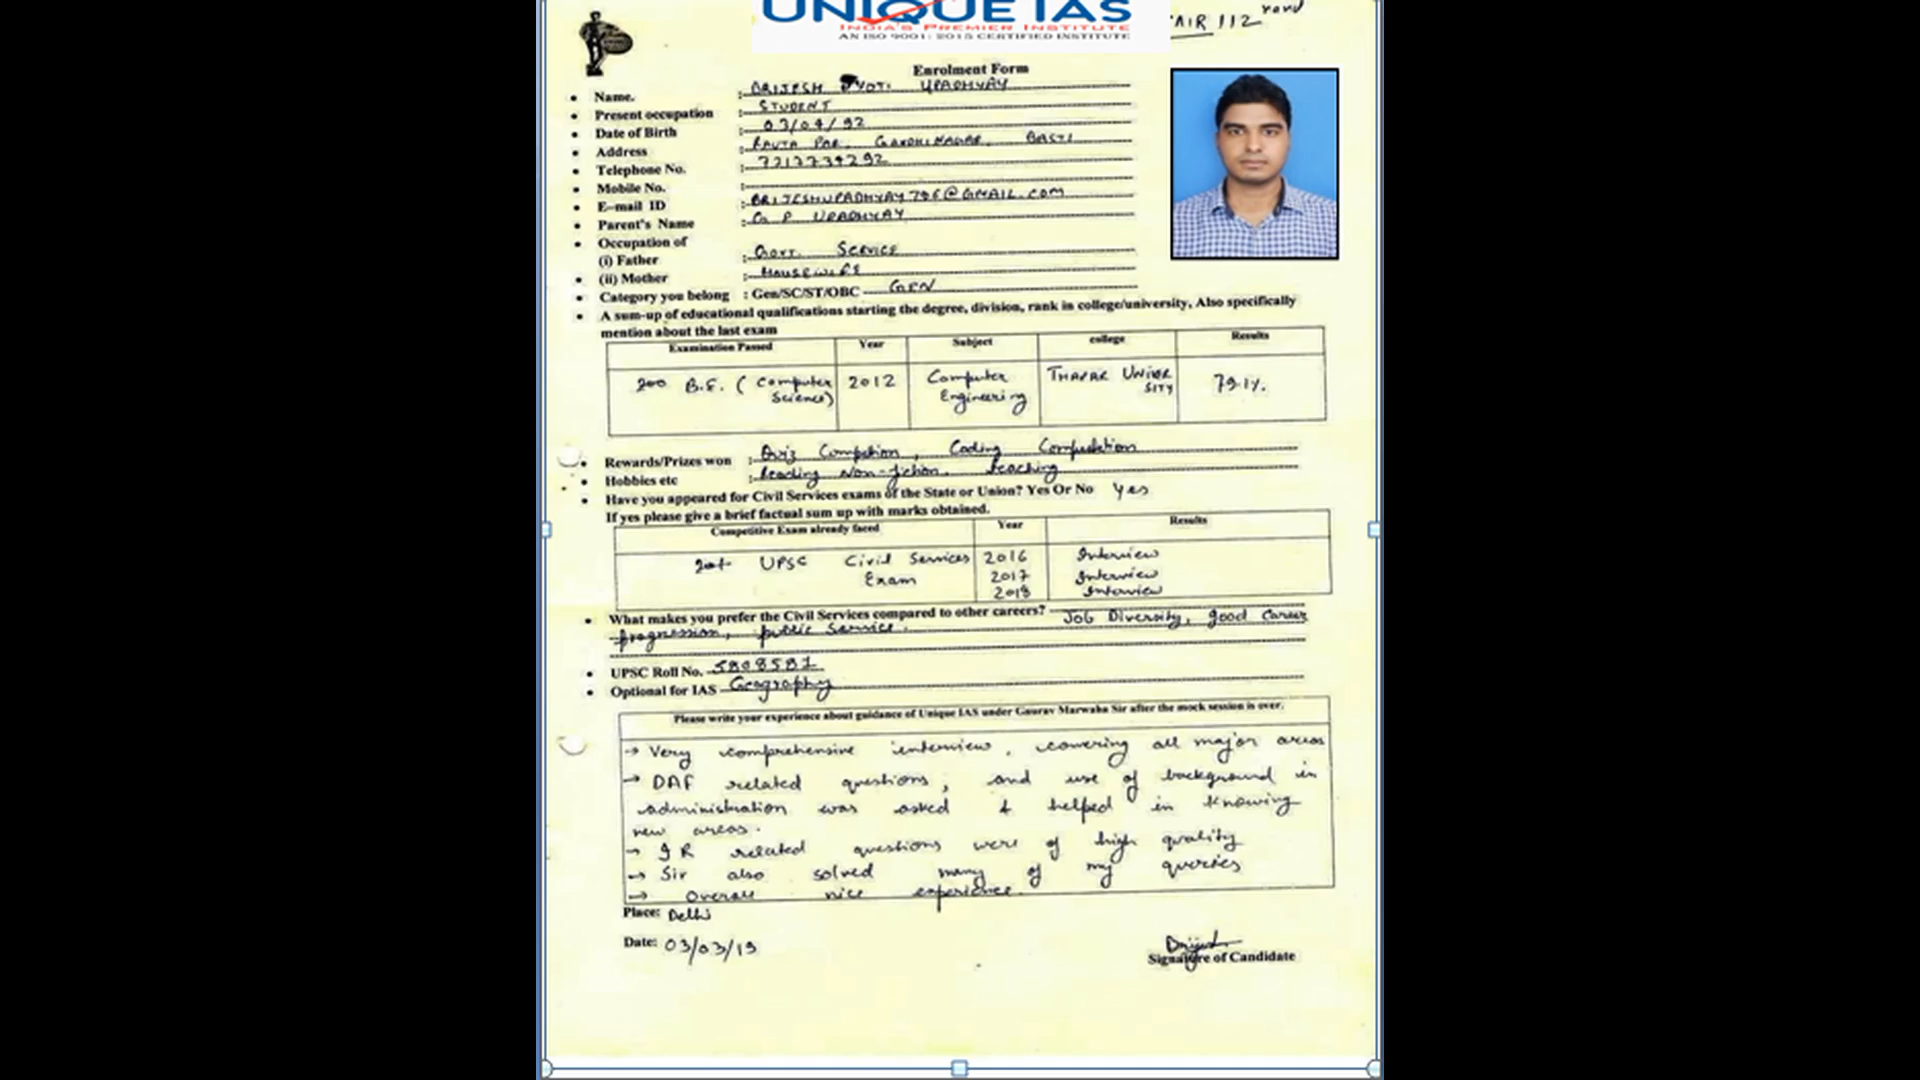 UNIQUE IAS
INDIA'S PREMIER INSTITUTE
AN ISO 9001: 2015 CERTIFIED INSTITUTE
AIR 112 rand
Enrolment Form
• Name. : BRIJESH JYOTI UPADHYAY
• Present occupation : STUDENT
• Date of Birth : 03/04/92
• Address : RAUTA PAR, GANDHINAGAR, BASTI
• Telephone No. : 7213734292
• Mobile No. :
• E-mail ID : BRIJESHUPADHYAY786@GMAIL.COM
• Parent's Name : G P UPADHYAY
• Occupation of
(i) Father : GOVT. SERVICE
• (ii) Mother : HOUSEWIFE
• Category you belong : Gen/SC/ST/OBC GEN
• A sum-up of educational qualifications starting the degree, division, rank in college/university, Also specifically
mention about the last exam
Examination Passed Year Subject college Results
B.E. (Computer 2012 Computer THAPAR UNIVER 79.1%
Science) Engineering SITY
• Rewards/Prizes won : Quiz Compition, Coding Compitition
• Hobbies etc : Reading Non-fiction, teaching
• Have you appeared for Civil Services exams of the State or Union? Yes Or No Yes
If yes please give a brief factual sum up with marks obtained.
Competitive Exam already faced Year Results
UPSC Civil Services 2016 Interview
Exam 2017 Interview
2018 Interview
• What makes you prefer the Civil Services compared to other careers? Job Diversity, good career
progression, public service.
• UPSC Roll No. 5808581
• Optional for IAS Geography
Please write your experience about guidance of Unique IAS under Gaurav Marwaha Sir after the mock session is over.
→ Very comprehensive interview, covering all major areas
→ DAF related questions, and use of background in
administration was asked & helped in knowing
new areas.
→ IR related questions were of high quality
→ Sir also solved many of my queries
→ Overall nice experience.
Place: Delhi
Date: 03/03/19
Signature of Candidate